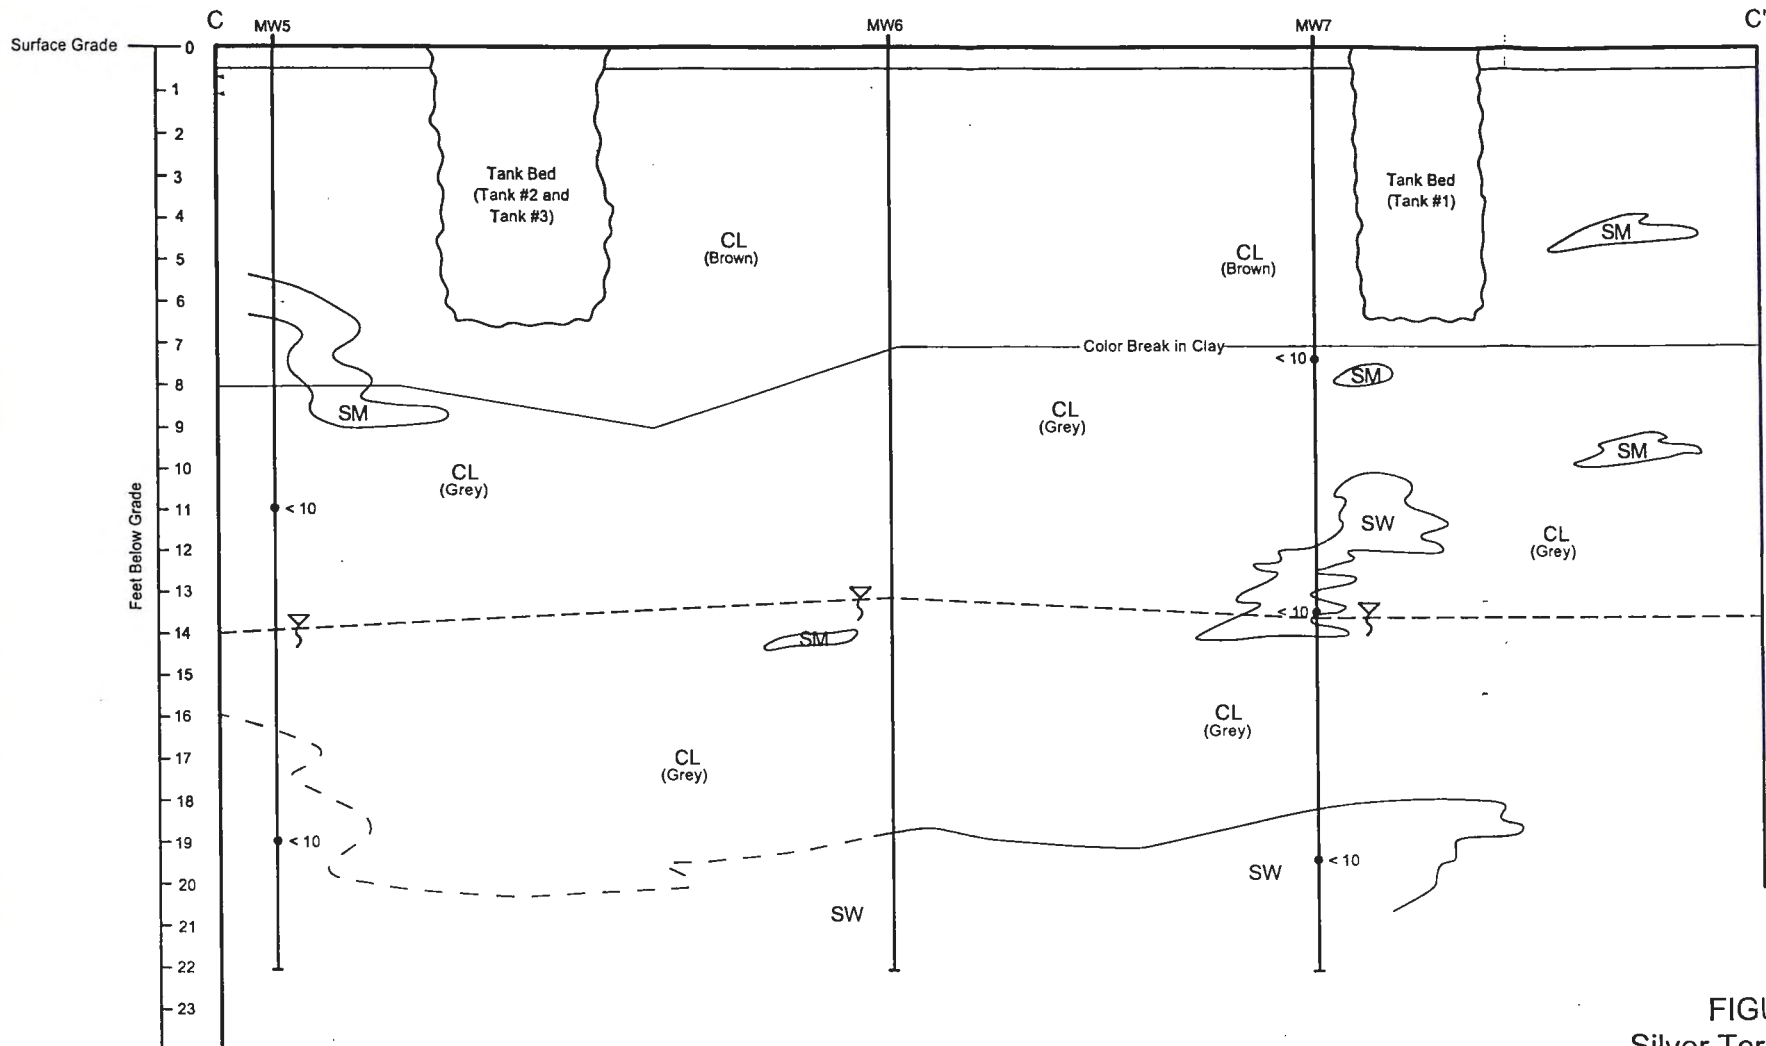 C
MW5
MW6
MW7
C'
Surface Grade
0
1
2
3
4
5
6
7
8
9
10
11
12
13
14
15
16
17
18
19
20
21
22
23
Feet Below Grade
Tank Bed
(Tank #2 and
Tank #3)
Tank Bed
(Tank #1)
SM
CL
(Brown)
CL
(Brown)
Color Break in Clay
< 10
SM
SM
CL
(Grey)
SM
CL
(Grey)
< 10
SW
CL
(Grey)
< 10
SM
CL
(Grey)
CL
(Grey)
< 10
< 10
SW
SW
FIGU
Silver Ter